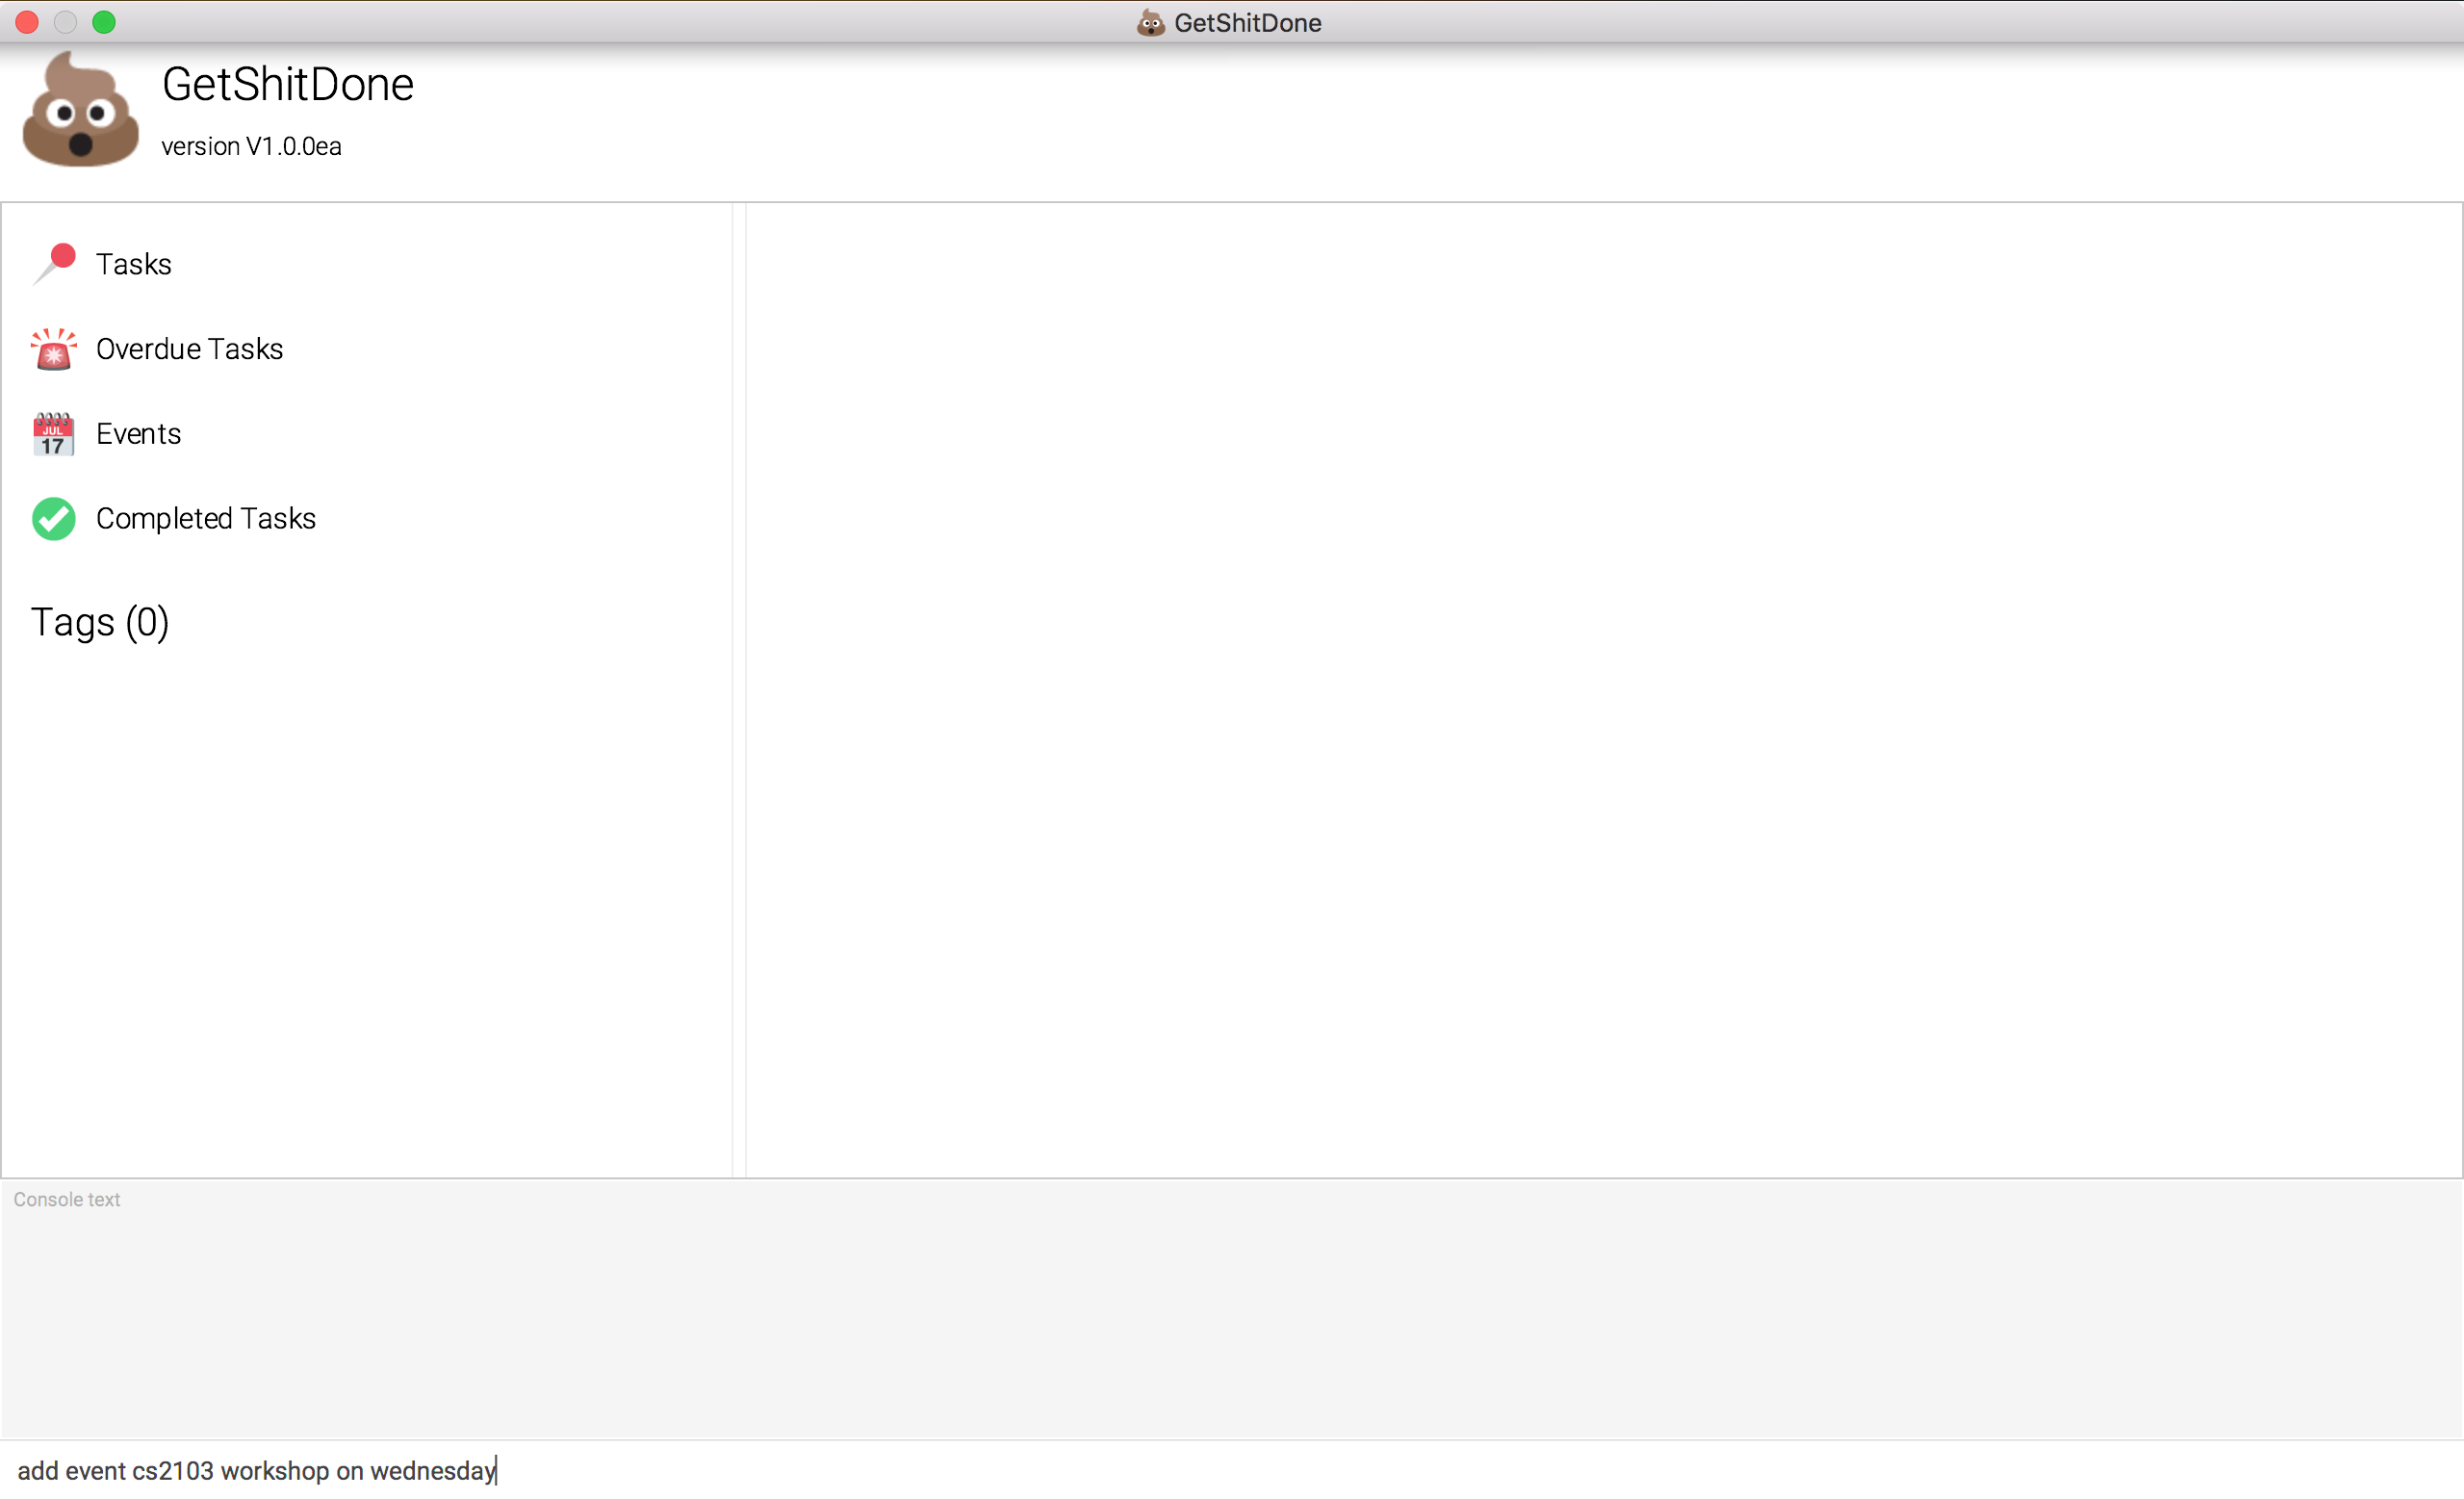 GetShitDone
GetShitDone
version V1.0.0ea
Tasks
Overdue Tasks
JUL
17
Events
Completed Tasks
Tags (0)
Console text
add event cs2103 workshop on wednesday